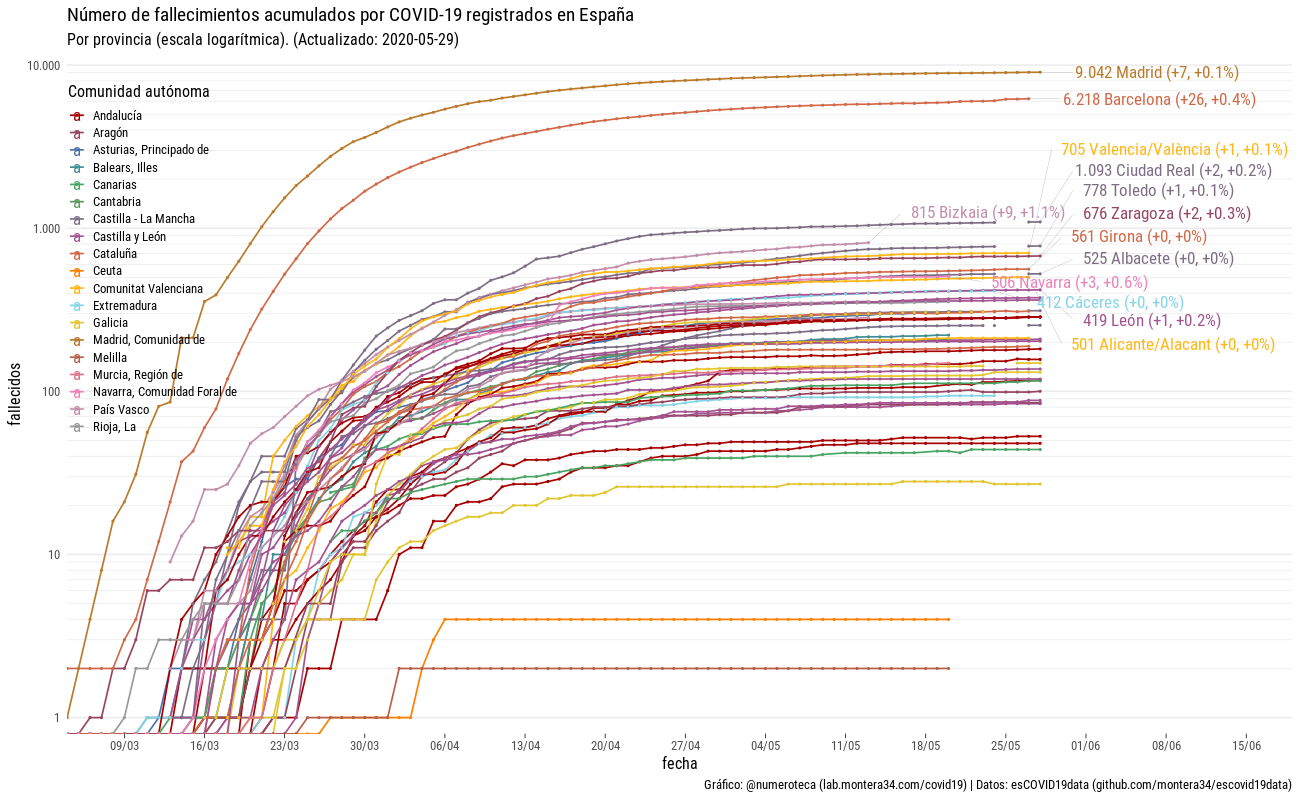 Número de fallecimientos acumulados por COVID-19 registrados en España
Por provincia (escala logarítmica). (Actualizado: 2020-05-29)
fallecidos
10.000
1.000
100
10
1
Comunidad autónoma
Andalucía
Aragón
Asturias, Principado de
Balears, Illes
Canarias
Cantabria
Castilla - La Mancha
Castilla y León
Cataluña
Ceuta
Comunitat Valenciana
Extremadura
Galicia
Madrid, Comunidad de
Melilla
Murcia, Región de
Navarra, Comunidad Foral de
País Vasco
Rioja, La
9.042 Madrid (+7, +0.1%)
6.218 Barcelona (+26, +0.4%)
705 Valencia/València (+1, +0.1%)
1.093 Ciudad Real (+2, +0.2%)
778 Toledo (+1, +0.1%)
815 Bizkaia (+9, +1.1%)
676 Zaragoza (+2, +0.3%)
561 Girona (+0, +0%)
525 Albacete (+0, +0%)
506 Navarra (+3, +0.6%)
412 Cáceres (+0, +0%)
419 León (+1, +0.2%)
501 Alicante/Alacant (+0, +0%)
09/03
16/03
23/03
30/03
06/04
13/04
20/04
27/04
04/05
11/05
18/05
25/05
01/06
08/06
15/06
fecha
Gráfico: @numeroteca (lab.montera34.com/covid19) | Datos: esCOVID19data (github.com/montera34/escovid19data)